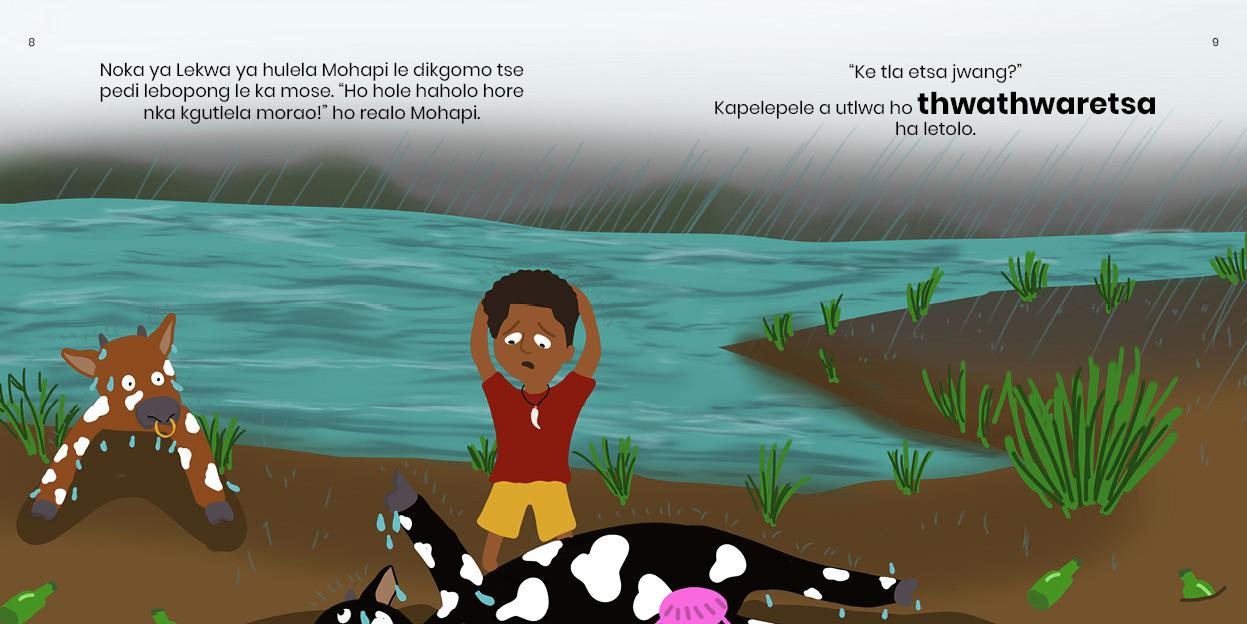 8
Noka ya Lekwa ya hulela Mohapi le dikgomo tse
pedi lebopong le ka mose. “Ho hole haholo hore
nka kgutlela morao!” ho realo Mohapi.
9
“Ke tla etsa jwang?”
Kapelepele a utlwa ho thwathwaretsa
ha letolo.